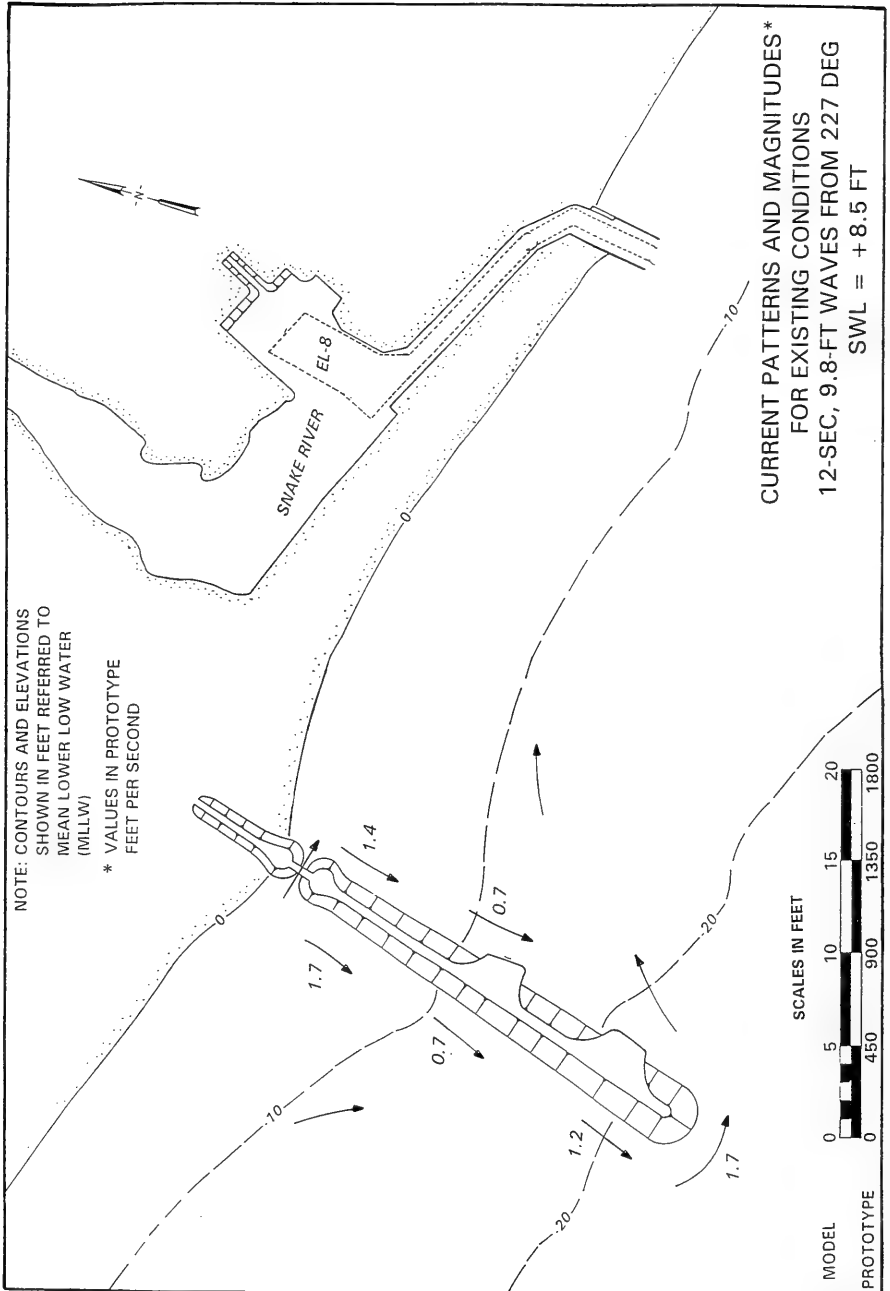 NOTE: CONTOURS AND ELEVATIONS
SHOWN IN FEET REFERRED TO
MEAN LOWER LOW WATER
(MLLW)
* VALUES IN PROTOTYPE
FEET PER SECOND
-N-
SNAKE RIVER
EL-8
0
0
-10
-10
-20
-20
1.7
1.4
0.7
0.7
1.2
1.7
SCALES IN FEET
MODEL 0 5 10 15 20
PROTOTYPE 0 450 900 1350 1800
CURRENT PATTERNS AND MAGNITUDES*
FOR EXISTING CONDITIONS
12-SEC, 9.8-FT WAVES FROM 227 DEG
SWL = +8.5 FT